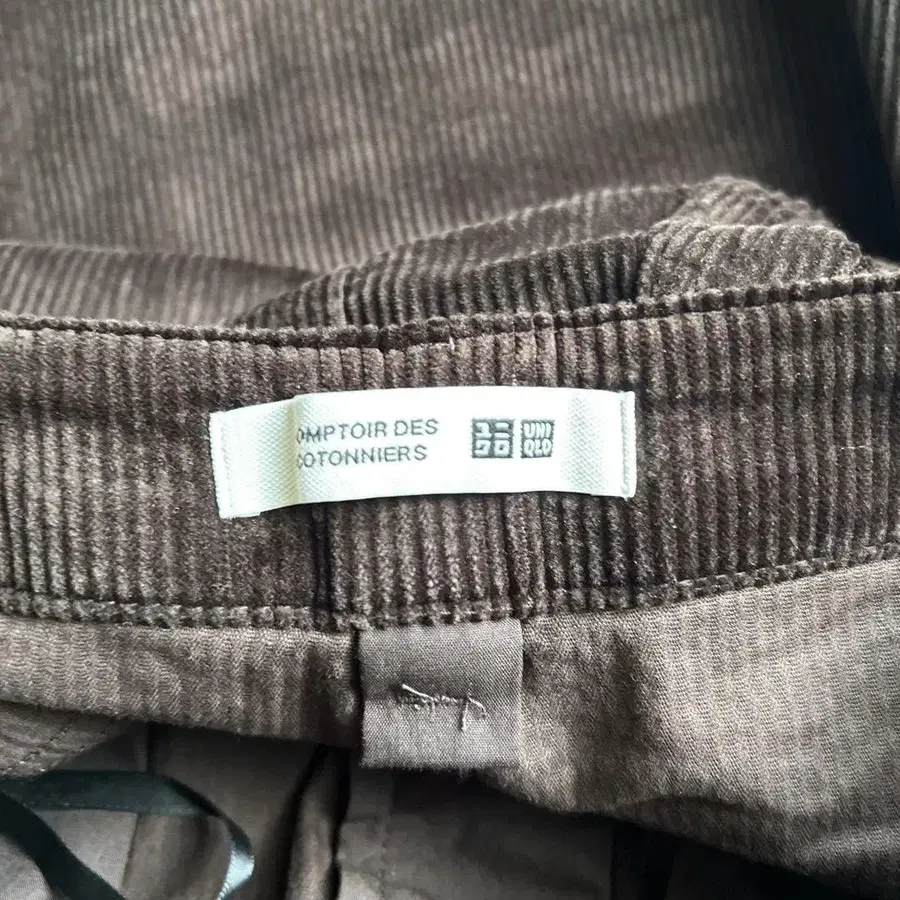 OMPTOIR DES
COTONNIERS
ユニ
クロ
UNI
QLO